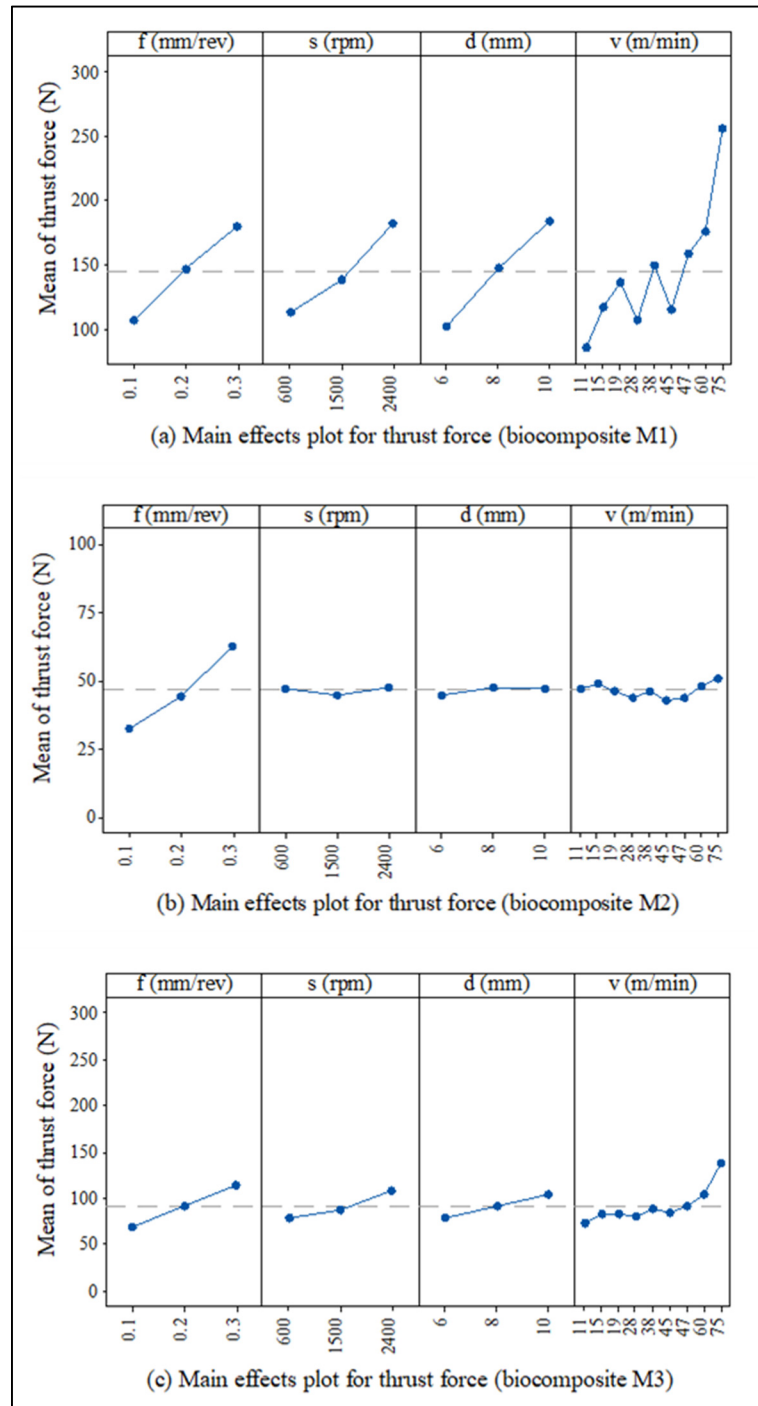 f (mm/rev) s (rpm) d (mm) v (m/min)
Mean of thrust force (N)
300
250
200
150
100
0.1 0.2 0.3 600 1500 2400 6 8 10 11 15 19 28 38 45 47 60 75
(a) Main effects plot for thrust force (biocomposite M1)
f (mm/rev) s (rpm) d (mm) v (m/min)
Mean of thrust force (N)
100
75
50
25
0
0.1 0.2 0.3 600 1500 2400 6 8 10 11 15 19 28 38 45 47 60 75
(b) Main effects plot for thrust force (biocomposite M2)
f (mm/rev) s (rpm) d (mm) v (m/min)
Mean of thrust force (N)
300
250
200
150
100
50
0
0.1 0.2 0.3 600 1500 2400 6 8 10 11 15 19 28 38 45 47 60 75
(c) Main effects plot for thrust force (biocomposite M3)